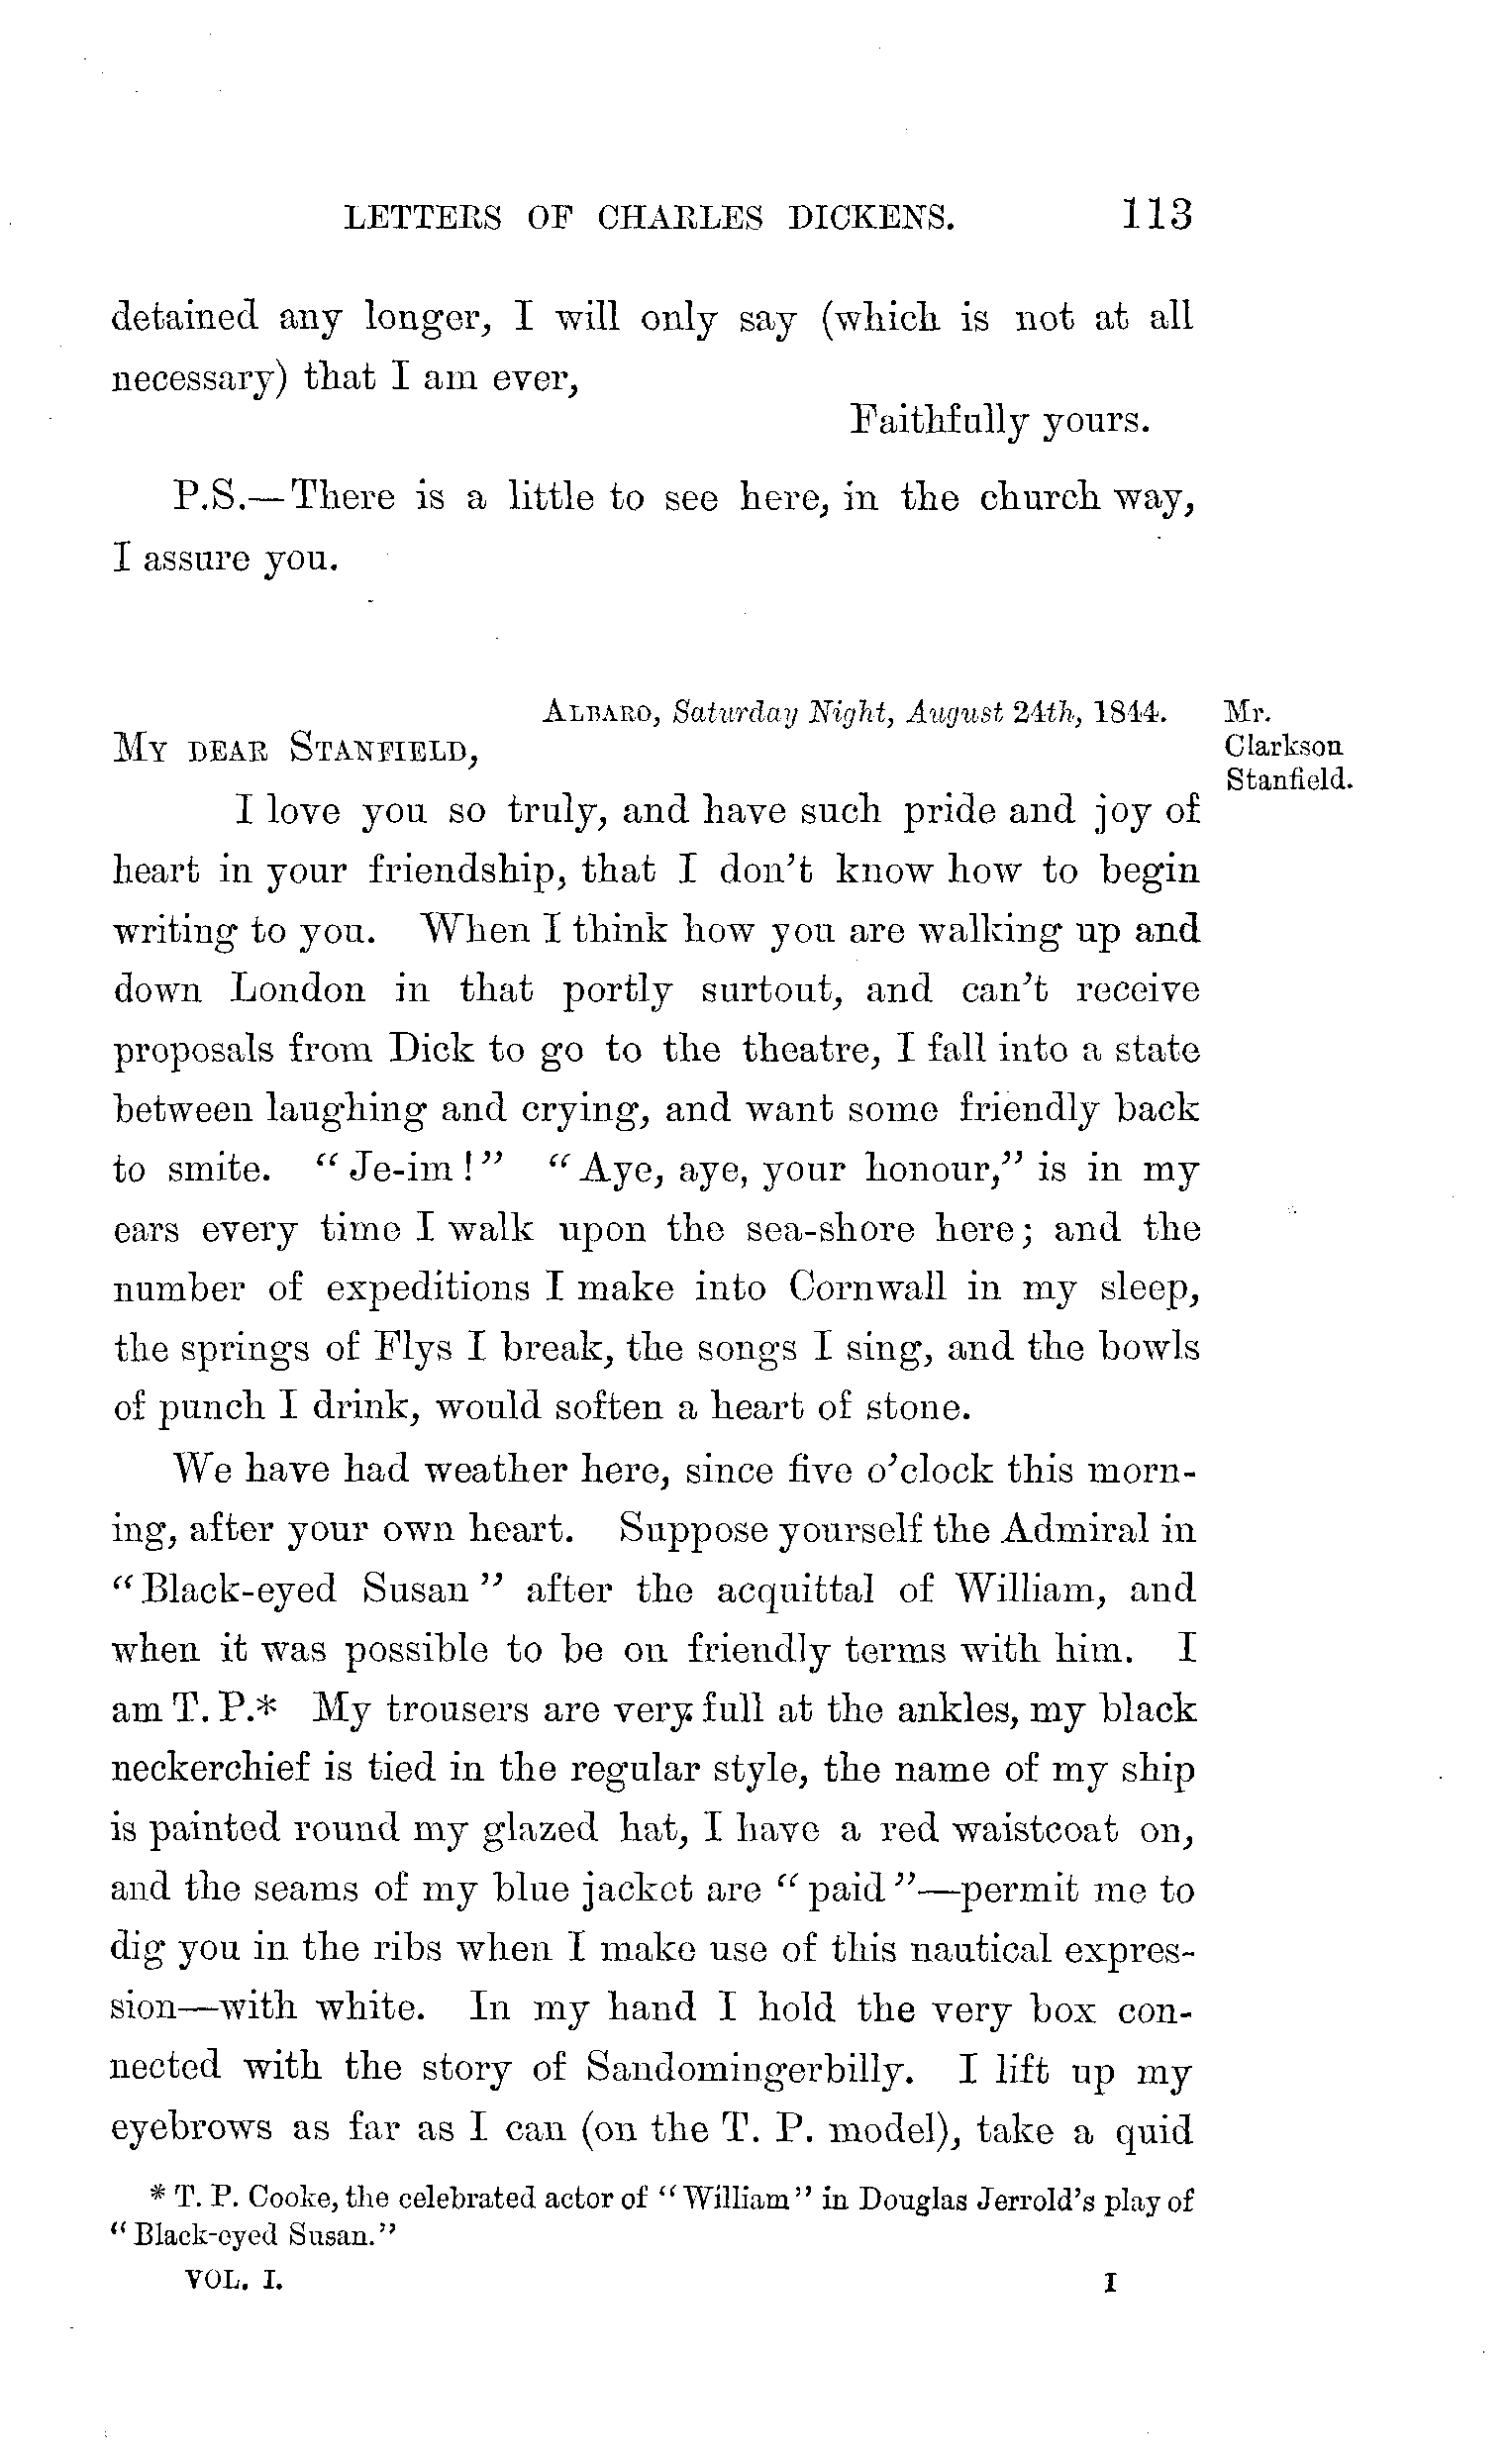 LETTERS OF CHARLES DICKENS. 113
detained any longer, I will only say (which is not at all
necessary) that I am ever,
Faithfully yours.
P.S.—There is a little to see here, in the church way,
I assure you.
ALBARO, Saturday Night, August 24th, 1844.
Mr.
Clarkson
Stanfield.
MY DEAR STANFIELD,
I love you so truly, and have such pride and joy of
heart in your friendship, that I don't know how to begin
writing to you. When I think how you are walking up and
down London in that portly surtout, and can't receive
proposals from Dick to go to the theatre, I fall into a state
between laughing and crying, and want some friendly back
to smite. “Je-im!” “Aye, aye, your honour,” is in my
ears every time I walk upon the sea-shore here; and the
number of expeditions I make into Cornwall in my sleep,
the springs of Flys I break, the songs I sing, and the bowls
of punch I drink, would soften a heart of stone.
We have had weather here, since five o'clock this morn-
ing, after your own heart. Suppose yourself the Admiral in
“Black-eyed Susan” after the acquittal of William, and
when it was possible to be on friendly terms with him. I
am T. P.* My trousers are very full at the ankles, my black
neckerchief is tied in the regular style, the name of my ship
is painted round my glazed hat, I have a red waistcoat on,
and the seams of my blue jacket are “paid”—permit me to
dig you in the ribs when I make use of this nautical expres-
sion—with white. In my hand I hold the very box con-
nected with the story of Sandomingerbilly. I lift up my
eyebrows as far as I can (on the T. P. model), take a quid
* T. P. Cooke, the celebrated actor of “William” in Douglas Jerrold's play of
“Black-eyed Susan.”
VOL. I. I